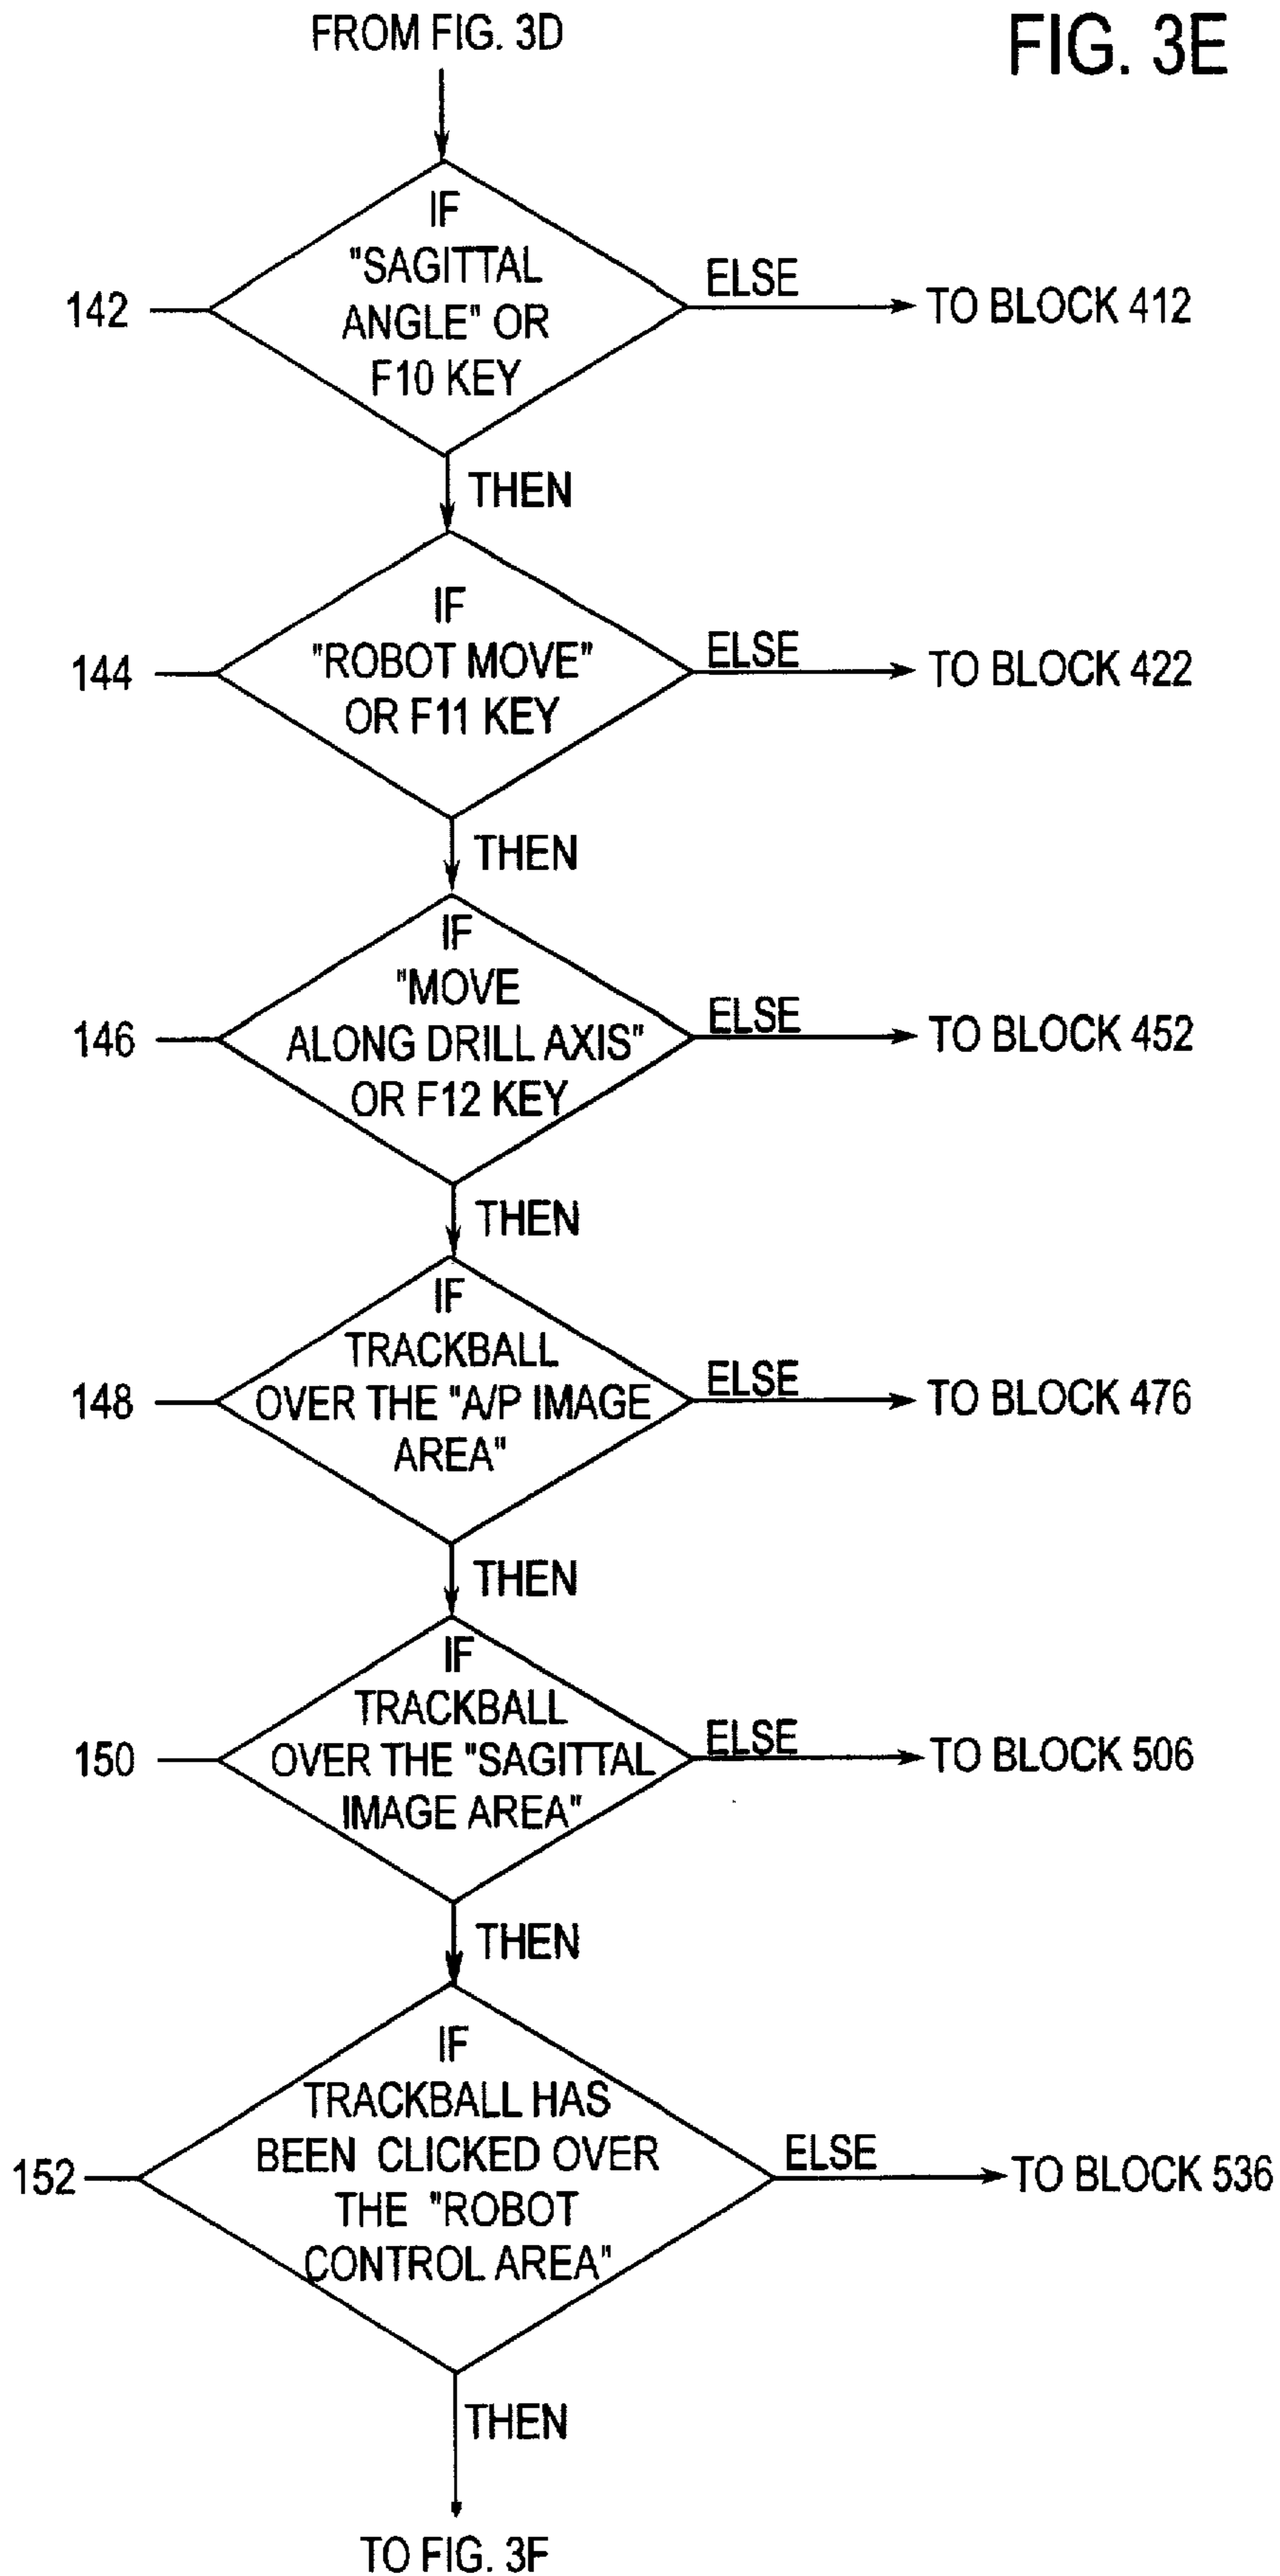 FROM FIG. 3D
FIG. 3E
IF
"SAGITTAL
ANGLE" OR
F10 KEY
142
ELSE
TO BLOCK 412
THEN
IF
"ROBOT MOVE"
OR F11 KEY
144
ELSE
TO BLOCK 422
THEN
IF
"MOVE
ALONG DRILL AXIS"
OR F12 KEY
146
ELSE
TO BLOCK 452
THEN
IF
TRACKBALL
OVER THE "A/P IMAGE
AREA"
148
ELSE
TO BLOCK 476
THEN
IF
TRACKBALL
OVER THE "SAGITTAL
IMAGE AREA"
150
ELSE
TO BLOCK 506
THEN
IF
TRACKBALL HAS
BEEN CLICKED OVER
THE "ROBOT
CONTROL AREA"
152
ELSE
TO BLOCK 536
THEN
TO FIG. 3F